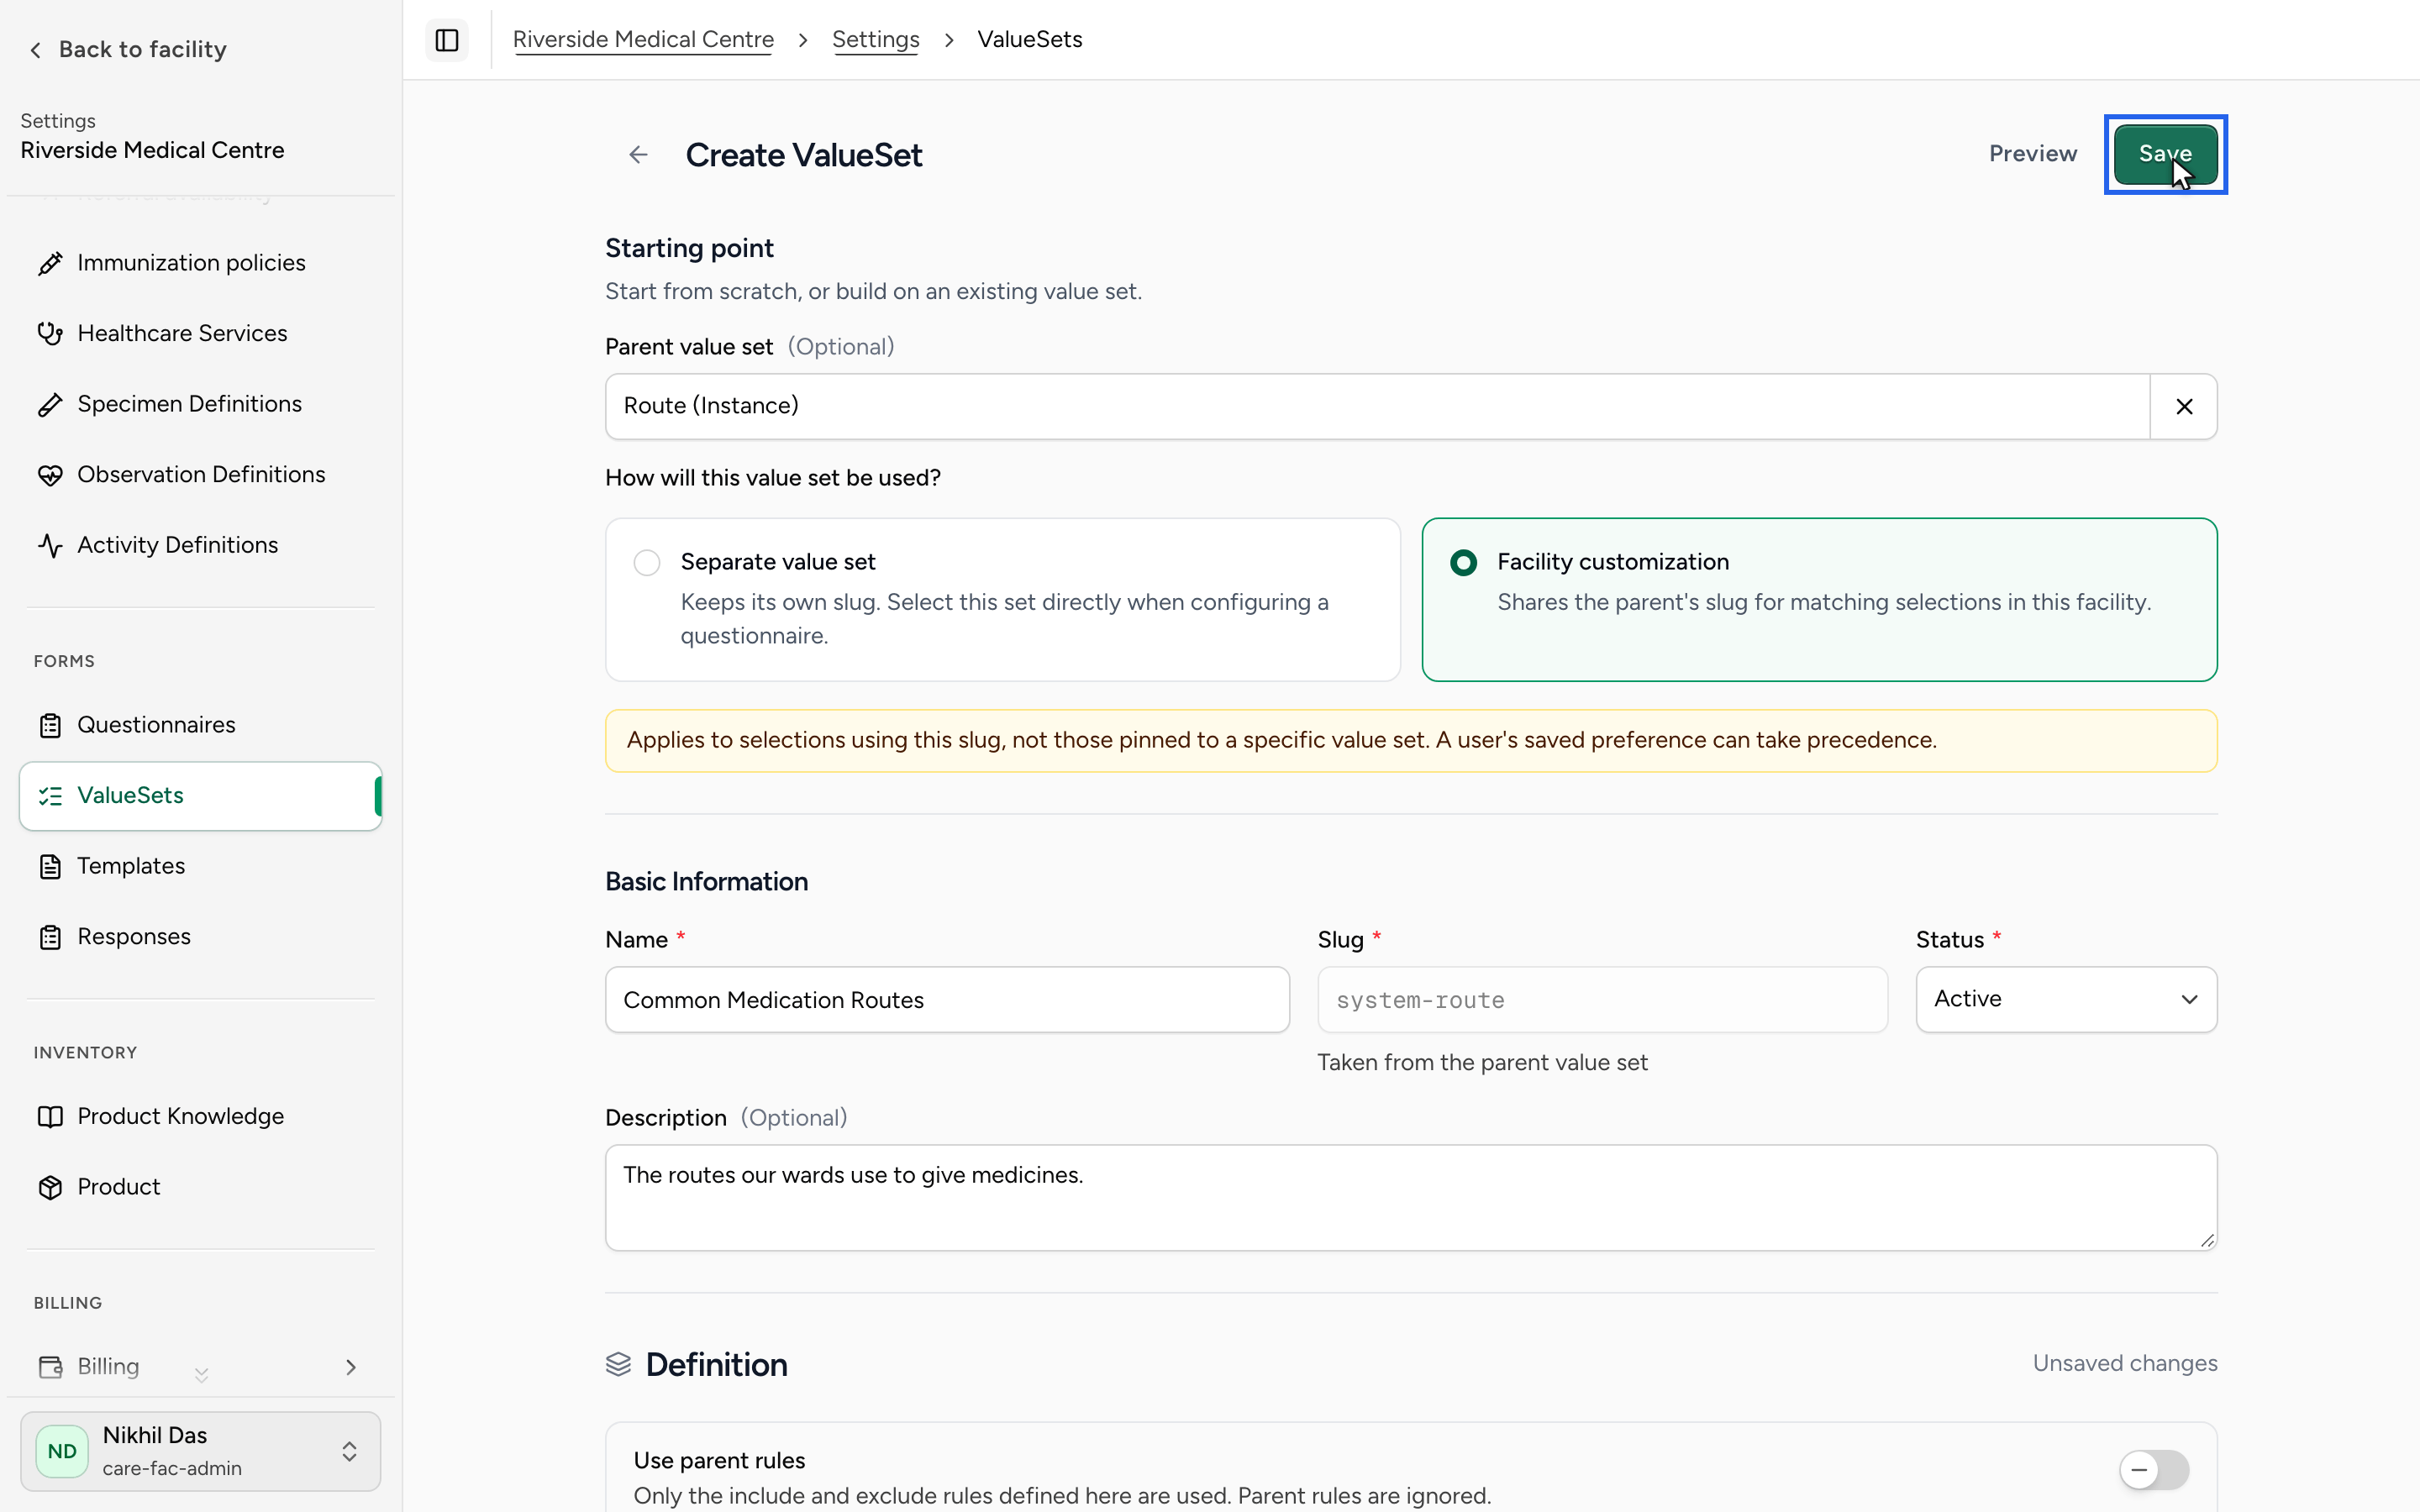 Back to facility
Settings
Riverside Medical Centre
Immunization policies
Healthcare Services
Specimen Definitions
Observation Definitions
Activity Definitions
FORMS
Questionnaires
ValueSets
Templates
Responses
INVENTORY
Product Knowledge
Product
BILLING
Billing
ND
Nikhil Das
care-fac-admin
Riverside Medical Centre > Settings > ValueSets
Create ValueSet
Preview
Save
Starting point
Start from scratch, or build on an existing value set.
Parent value set (Optional)
Route (Instance)
How will this value set be used?
Separate value set
Keeps its own slug. Select this set directly when configuring a
questionnaire.
Facility customization
Shares the parent's slug for matching selections in this facility.
Applies to selections using this slug, not those pinned to a specific value set. A user's saved preference can take precedence.
Basic Information
Name *
Common Medication Routes
Slug *
system-route
Taken from the parent value set
Status *
Active
Description (Optional)
The routes our wards use to give medicines.
Definition
Unsaved changes
Use parent rules
Only the include and exclude rules defined here are used. Parent rules are ignored.